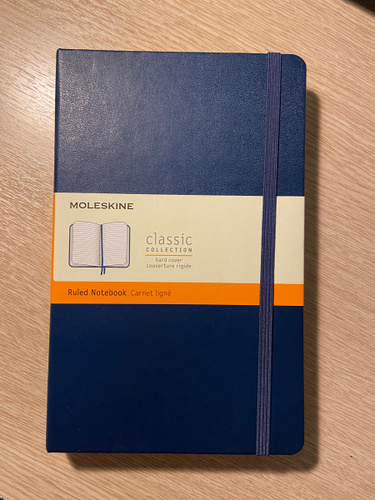 MOLESKINE
classic
COLLECTION
hard cover
couverture rigide
Ruled Notebook Carnet ligné